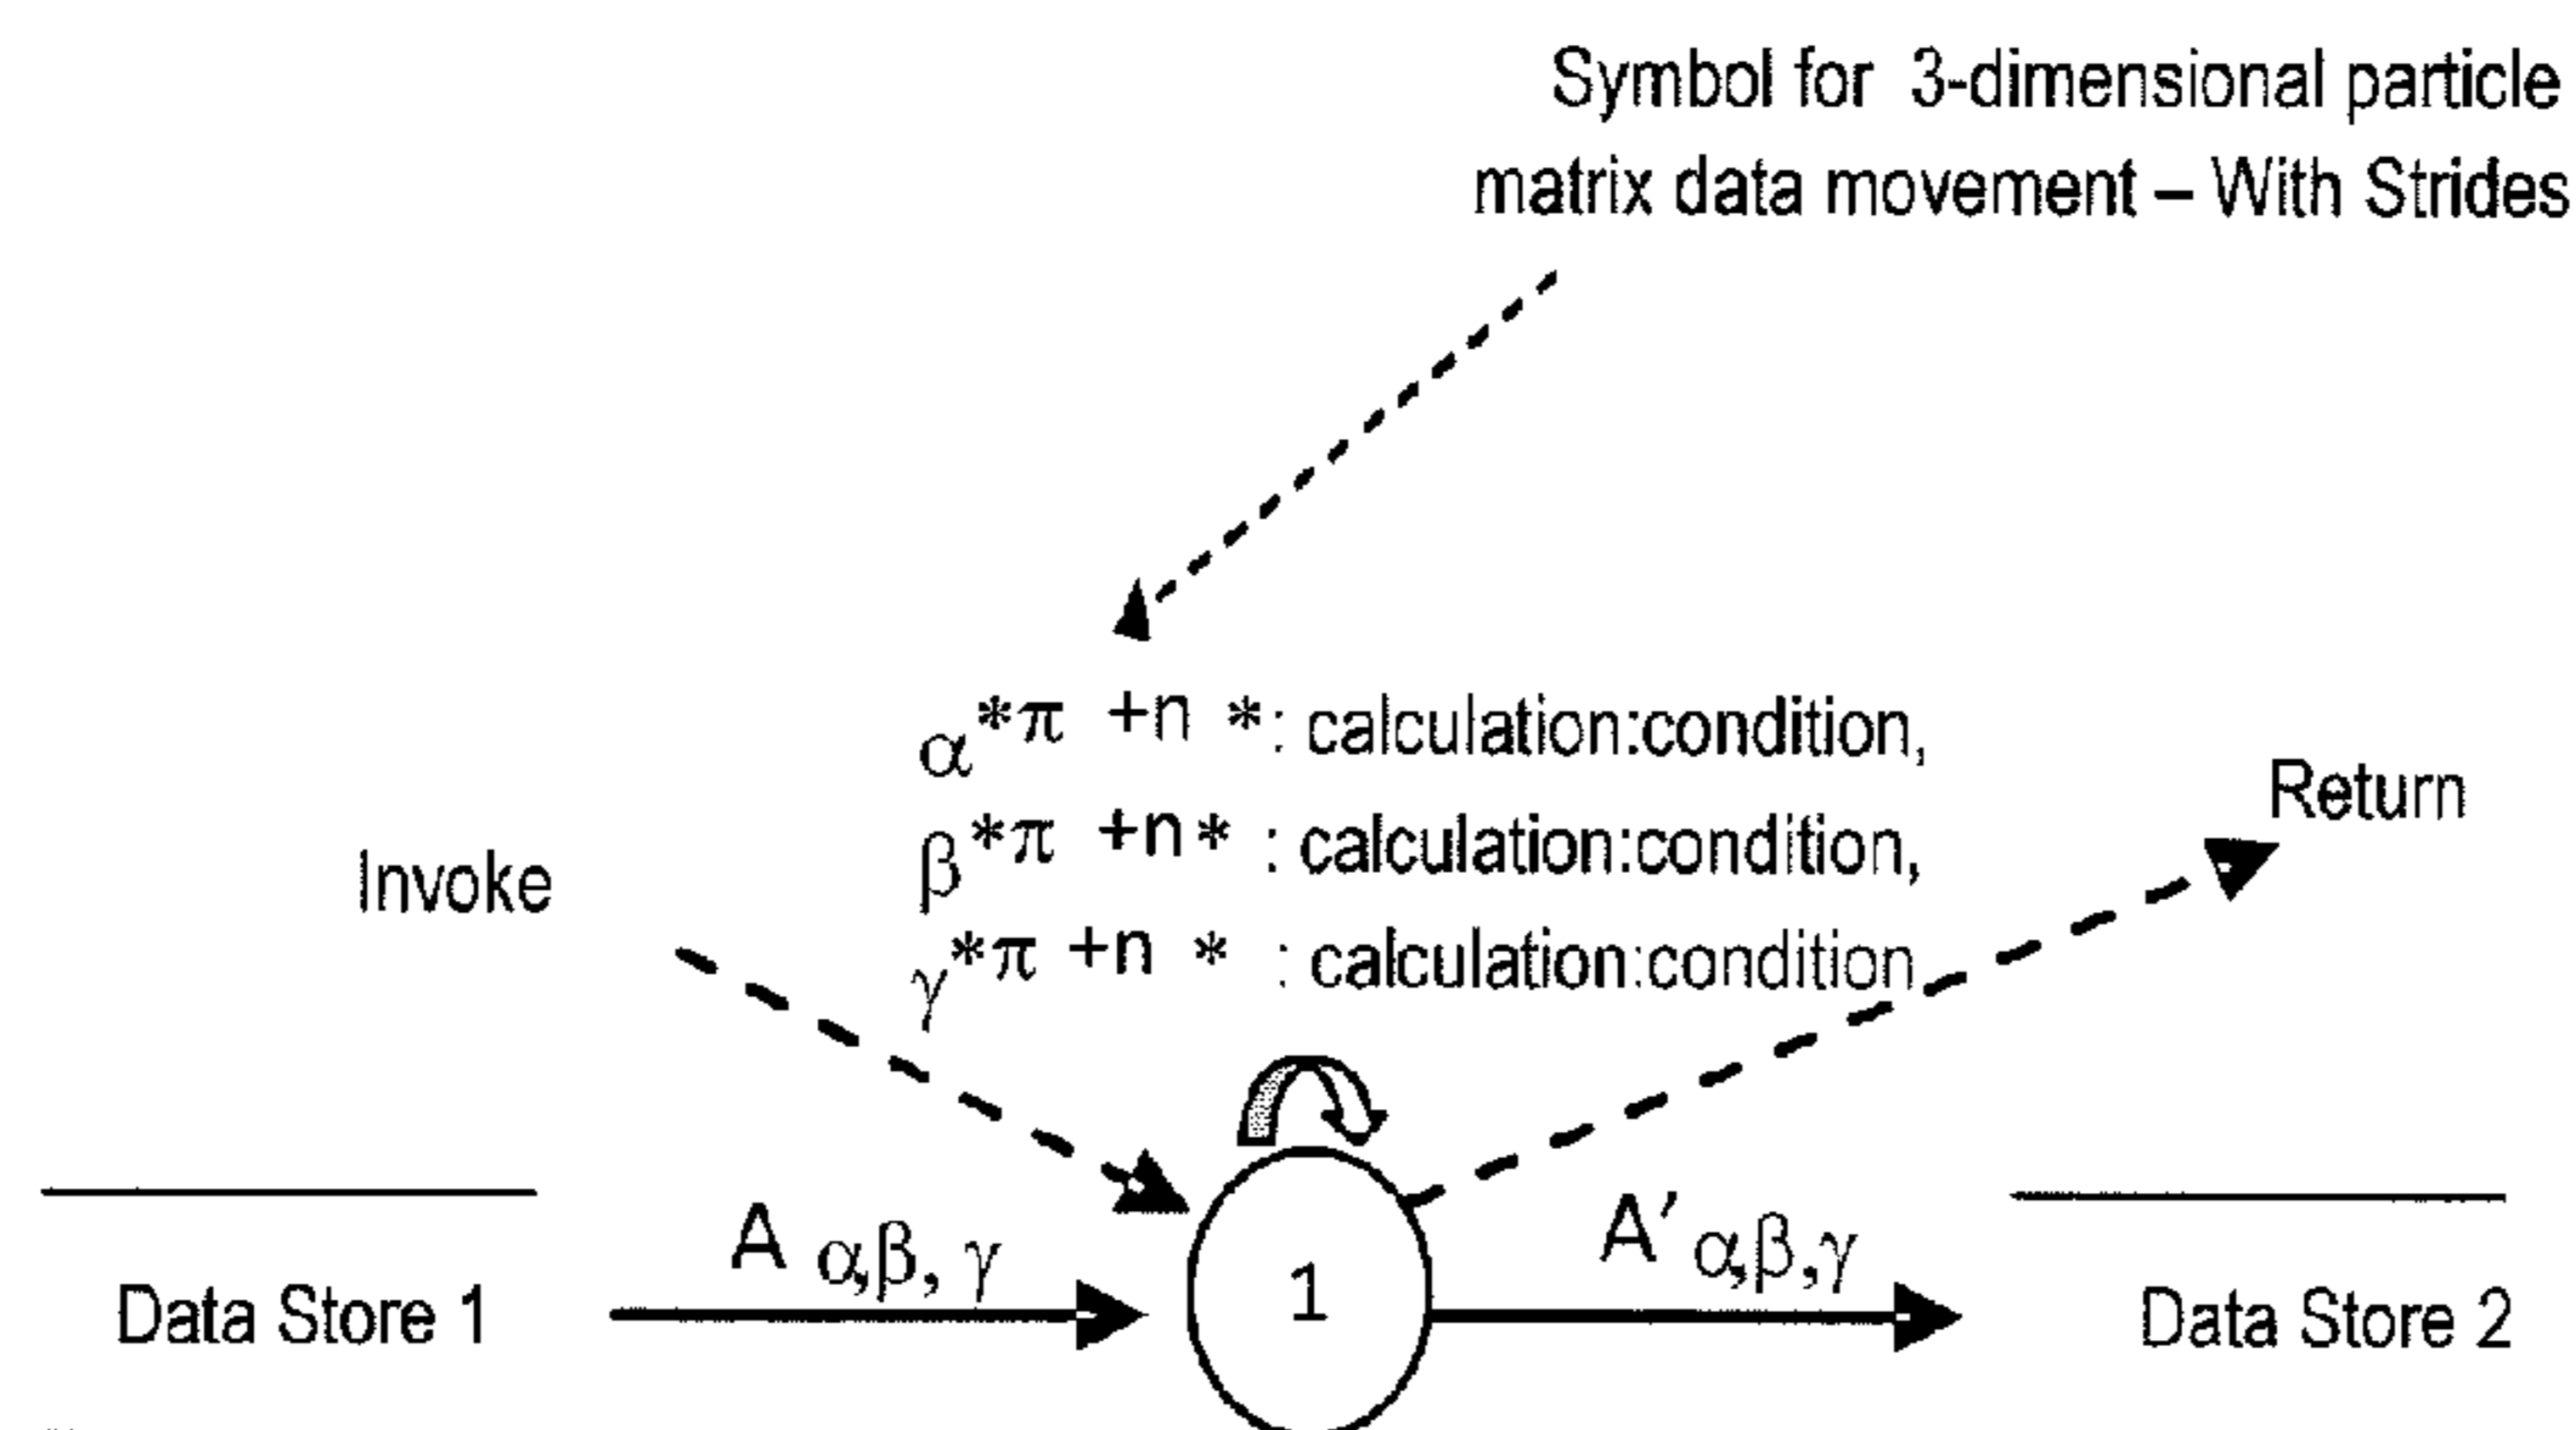 Symbol for 3-dimensional particle
matrix data movement – With Strides
α*π +n *: calculation:condition,
β*π +n* : calculation:condition,
γ*π +n * : calculation:condition
Invoke
Return
A α,β, γ
A′ α,β,γ
Data Store 1
1
Data Store 2